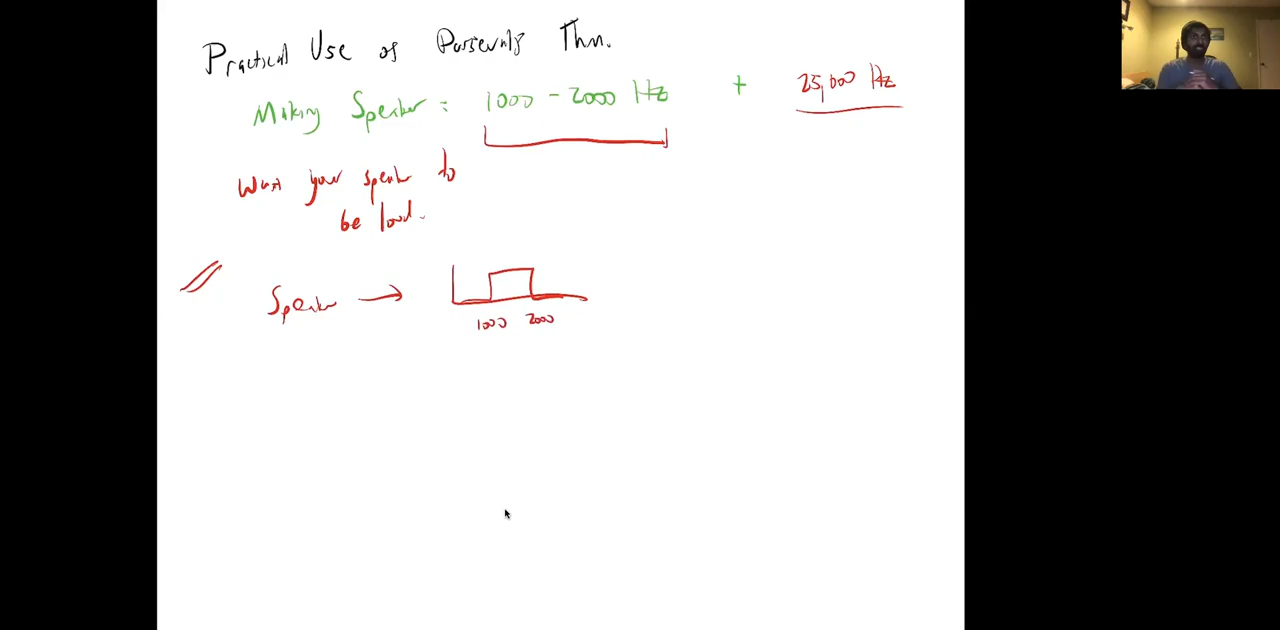 Practical Use of Parsevals Thm.
Making Speaker : 1000 - 2000 Hz + 25,000 Hz
Want your speaker to
be loud.
Speaker →
1000 2000